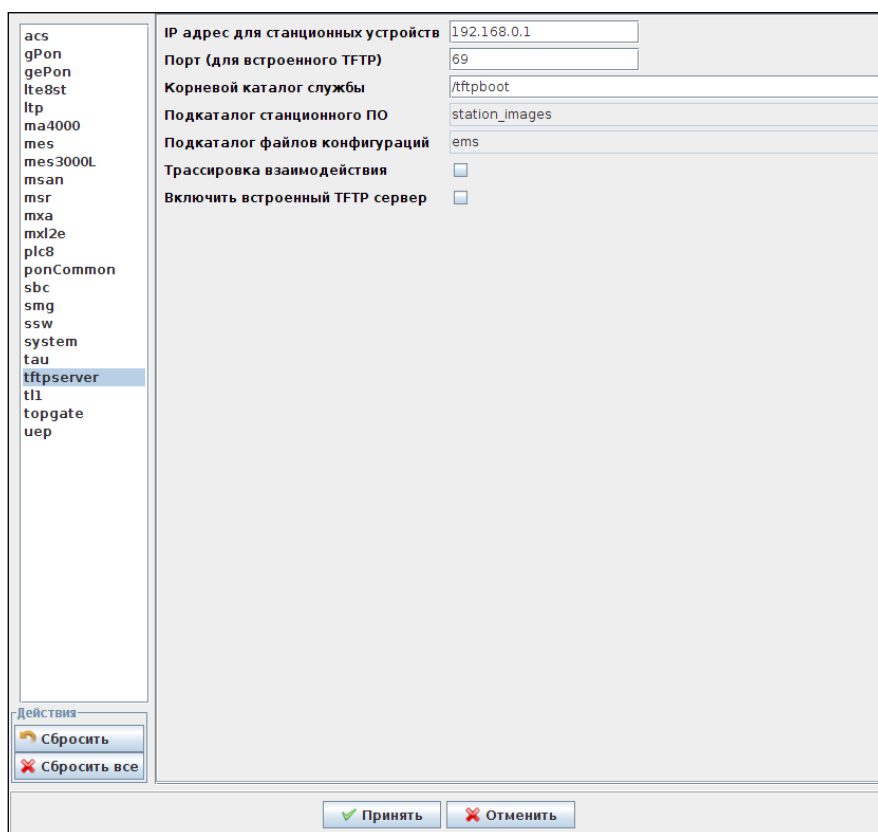 acs
gPon
gePon
lte8st
ltp
ma4000
mes
mes3000L
msan
msr
mxa
mxl2e
plc8
ponCommon
sbc
smg
ssw
system
tau
tftpserver
tl1
topgate
uep
Действия
Сбросить
Сбросить все
IP адрес для станционных устройств 192.168.0.1
Порт (для встроенного TFTP) 69
Корневой каталог службы /tftpboot
Подкаталог станционного ПО station_images
Подкаталог файлов конфигураций ems
Трассировка взаимодействия
Включить встроенный TFTP сервер
Принять Отменить